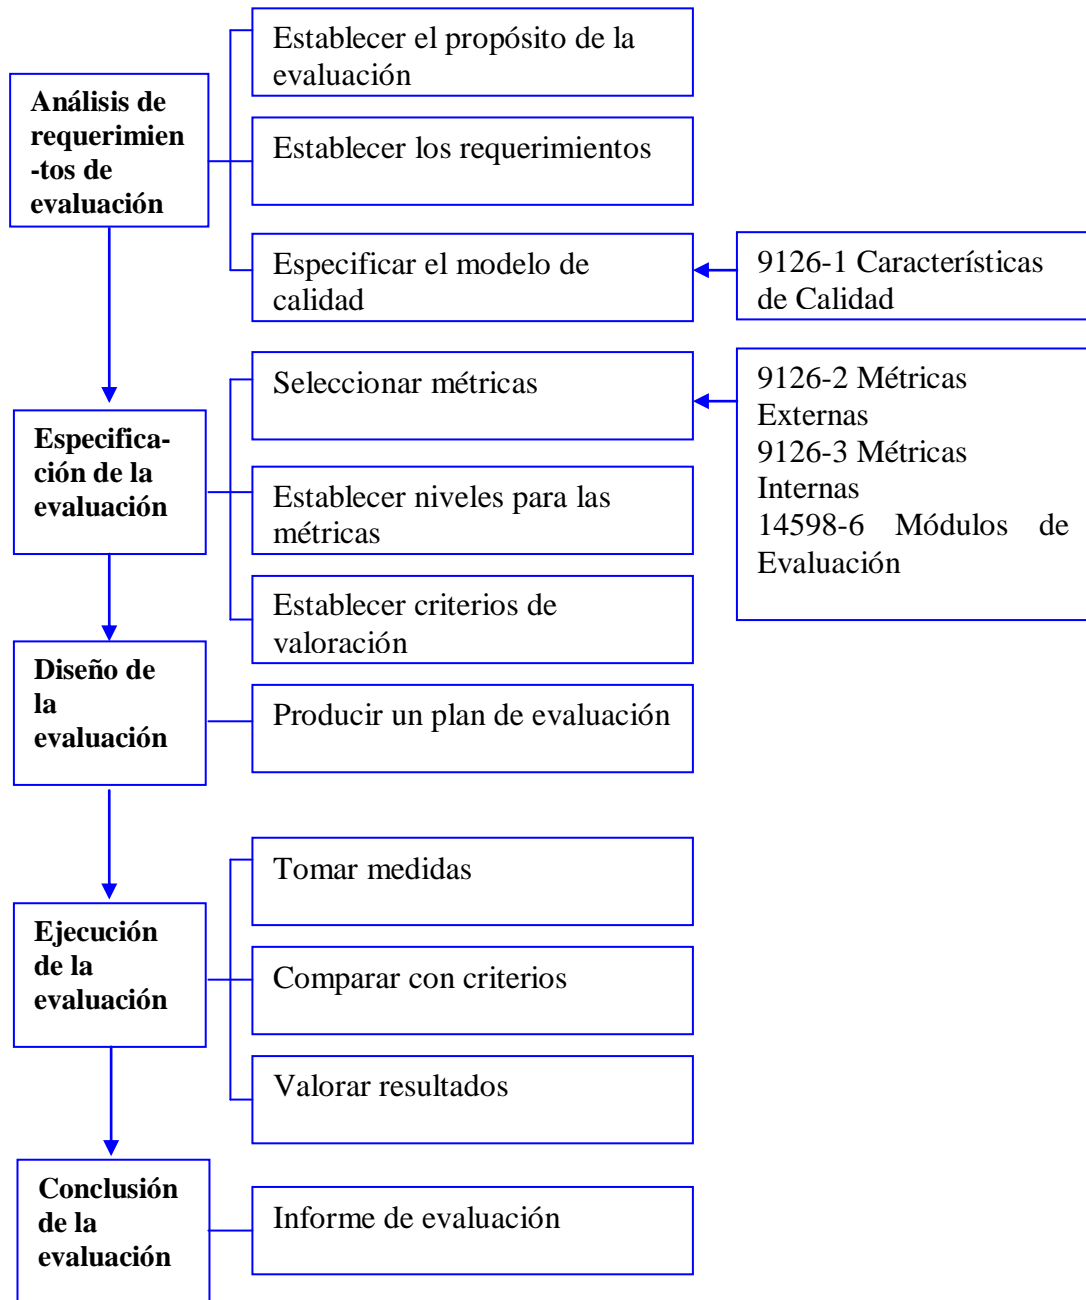 Análisis de
requerimien
-tos de
evaluación
Establecer el propósito de la
evaluación
Establecer los requerimientos
Especificar el modelo de
calidad
9126-1 Características
de Calidad
Especifica-
ción de la
evaluación
Seleccionar métricas
Establecer niveles para las
métricas
Establecer criterios de
valoración
9126-2 Métricas
Externas
9126-3 Métricas
Internas
14598-6 Módulos de
Evaluación
Diseño de
la
evaluación
Producir un plan de evaluación
Ejecución
de la
evaluación
Tomar medidas
Comparar con criterios
Valorar resultados
Conclusión
de la
evaluación
Informe de evaluación